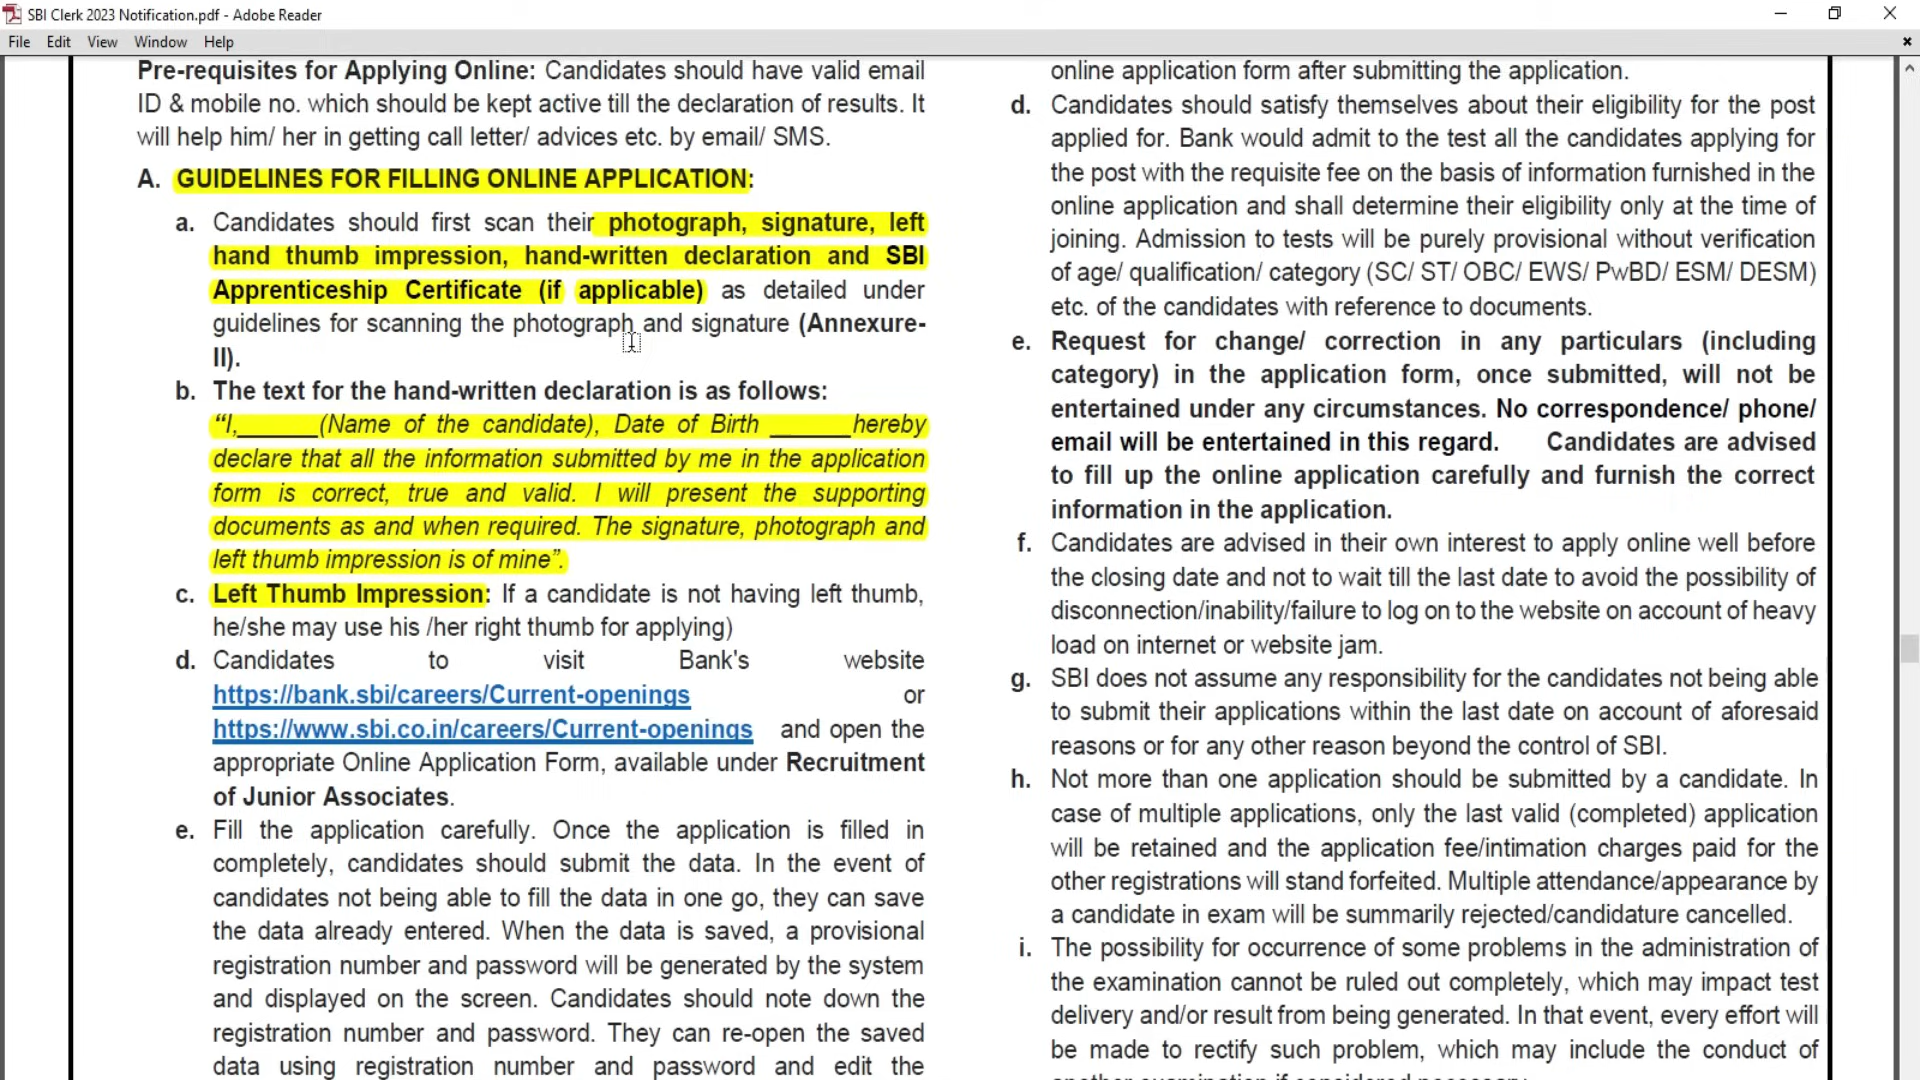 SBI Clerk 2023 Notification.pdf - Adobe Reader
File Edit View Window Help
Pre-requisites for Applying Online: Candidates should have valid email
ID & mobile no. which should be kept active till the declaration of results. It
will help him/ her in getting call letter/ advices etc. by email/ SMS.
A. GUIDELINES FOR FILLING ONLINE APPLICATION:
a. Candidates should first scan their photograph, signature, left
hand thumb impression, hand-written declaration and SBI
Apprenticeship Certificate (if applicable) as detailed under
guidelines for scanning the photograph and signature (Annexure-
II).
b. The text for the hand-written declaration is as follows:
“I,______(Name of the candidate), Date of Birth ______hereby
declare that all the information submitted by me in the application
form is correct, true and valid. I will present the supporting
documents as and when required. The signature, photograph and
left thumb impression is of mine”.
c. Left Thumb Impression: If a candidate is not having left thumb,
he/she may use his /her right thumb for applying)
d. Candidates to visit Bank's website
https://bank.sbi/careers/Current-openings or
https://www.sbi.co.in/careers/Current-openings and open the
appropriate Online Application Form, available under Recruitment
of Junior Associates.
e. Fill the application carefully. Once the application is filled in
completely, candidates should submit the data. In the event of
candidates not being able to fill the data in one go, they can save
the data already entered. When the data is saved, a provisional
registration number and password will be generated by the system
and displayed on the screen. Candidates should note down the
registration number and password. They can re-open the saved
data using registration number and password and edit the
online application form after submitting the application.
d. Candidates should satisfy themselves about their eligibility for the post
applied for. Bank would admit to the test all the candidates applying for
the post with the requisite fee on the basis of information furnished in the
online application and shall determine their eligibility only at the time of
joining. Admission to tests will be purely provisional without verification
of age/ qualification/ category (SC/ ST/ OBC/ EWS/ PwBD/ ESM/ DESM)
etc. of the candidates with reference to documents.
e. Request for change/ correction in any particulars (including
category) in the application form, once submitted, will not be
entertained under any circumstances. No correspondence/ phone/
email will be entertained in this regard. Candidates are advised
to fill up the online application carefully and furnish the correct
information in the application.
f. Candidates are advised in their own interest to apply online well before
the closing date and not to wait till the last date to avoid the possibility of
disconnection/inability/failure to log on to the website on account of heavy
load on internet or website jam.
g. SBI does not assume any responsibility for the candidates not being able
to submit their applications within the last date on account of aforesaid
reasons or for any other reason beyond the control of SBI.
h. Not more than one application should be submitted by a candidate. In
case of multiple applications, only the last valid (completed) application
will be retained and the application fee/intimation charges paid for the
other registrations will stand forfeited. Multiple attendance/appearance by
a candidate in exam will be summarily rejected/candidature cancelled.
i. The possibility for occurrence of some problems in the administration of
the examination cannot be ruled out completely, which may impact test
delivery and/or result from being generated. In that event, every effort will
be made to rectify such problem, which may include the conduct of
another examination if considered necessary.